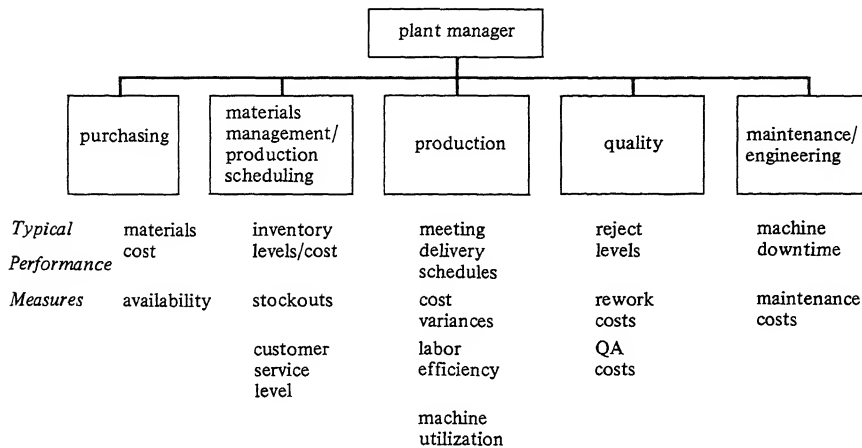 plant manager
purchasing
materials
management/
production
scheduling
production
quality
maintenance/
engineering
Typical
Performance
Measures
materials
cost
availability
inventory
levels/cost
stockouts
customer
service
level
meeting
delivery
schedules
cost
variances
labor
efficiency
machine
utilization
reject
levels
rework
costs
QA
costs
machine
downtime
maintenance
costs